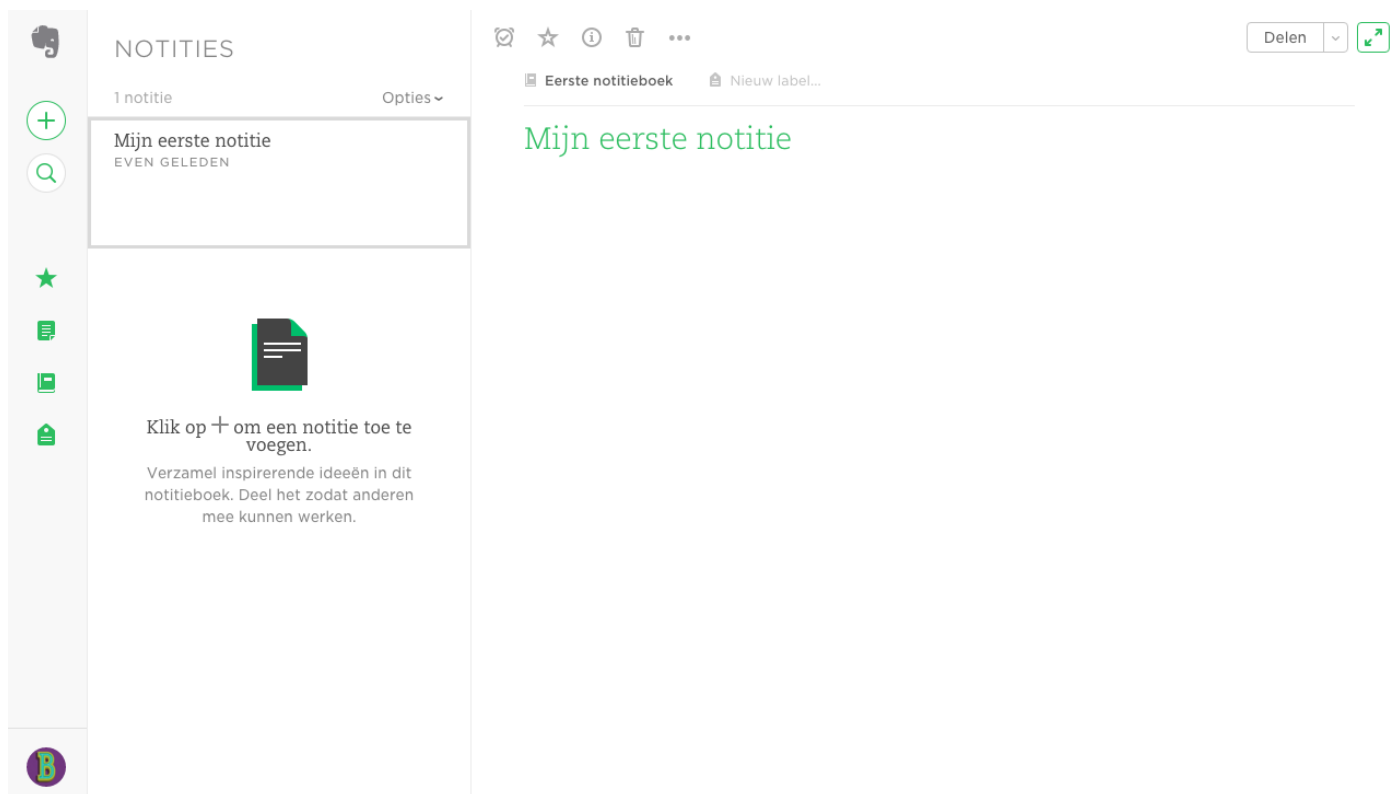 NOTITIES
1 notitie
Opties
Mijn eerste notitie
EVEN GELEDEN
Klik op + om een notitie toe te
voegen.
Verzamel inspirerende ideeën in dit
notitieboek. Deel het zodat anderen
mee kunnen werken.
B
Delen
Eerste notitieboek
Nieuw label...
Mijn eerste notitie